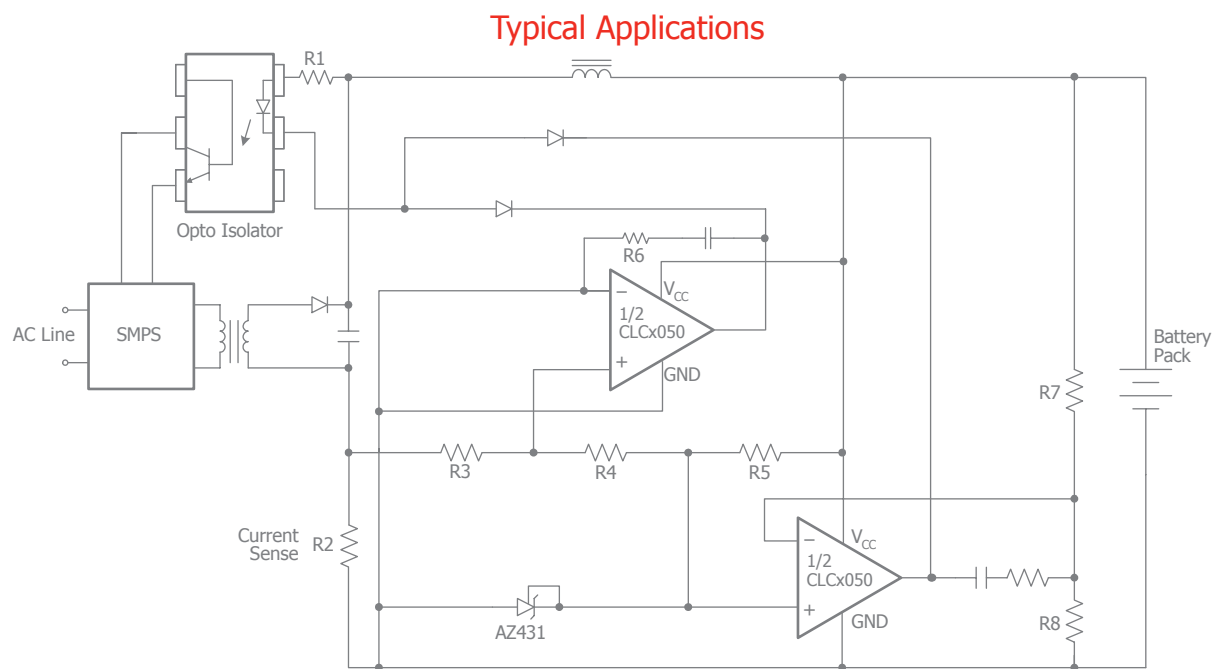 Typical Applications
R1
Opto Isolator
R6
VCC
1/2
CLCx050
GND
AC Line
SMPS
Battery
Pack
R7
R3
R4
R5
Current
Sense
R2
VCC
1/2
CLCx050
GND
AZ431
R8